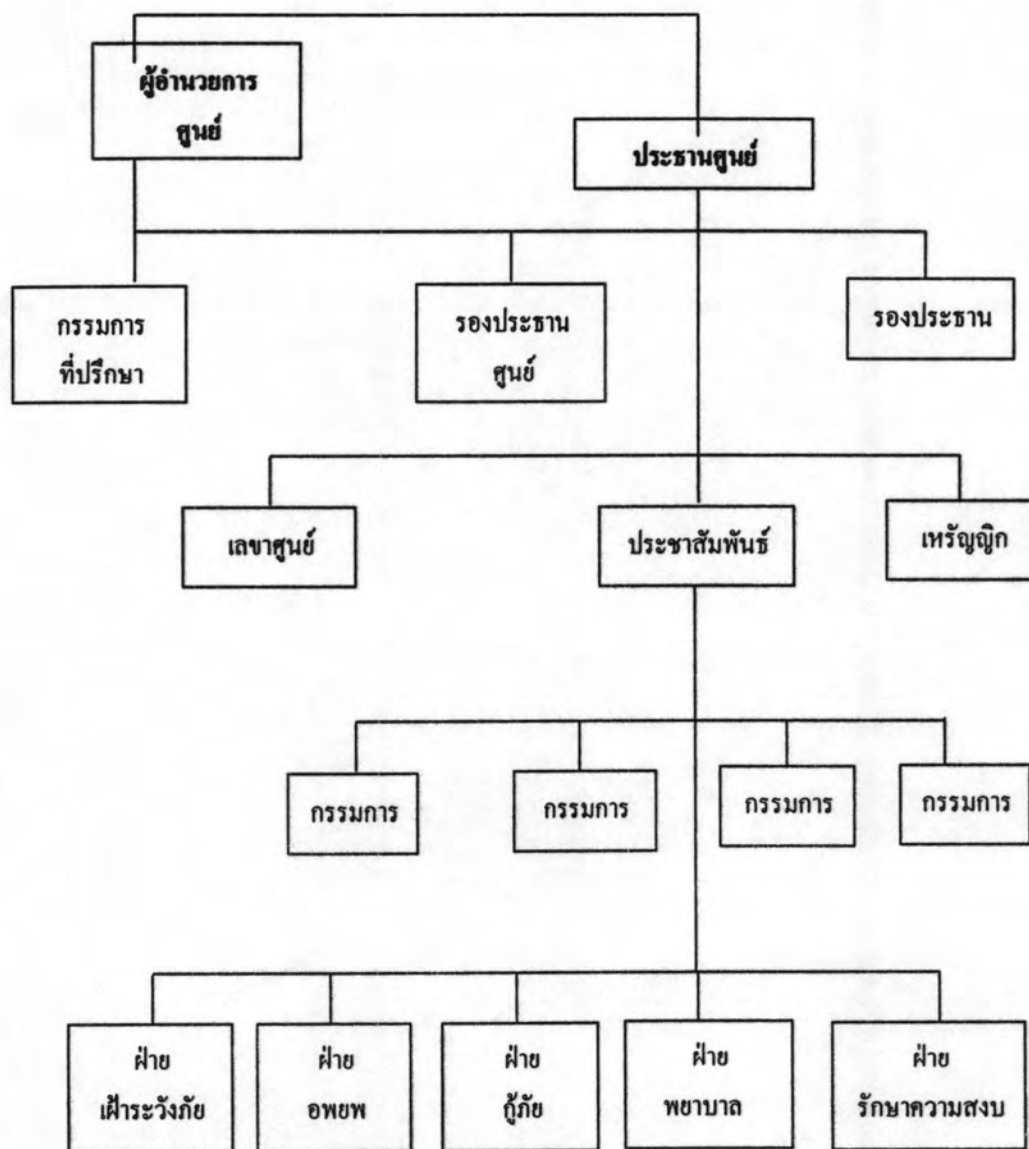 ผู้อำนวยการ
ศูนย์
ประธานศูนย์
กรรมการ
ที่ปรึกษา
รองประธาน
ศูนย์
รองประธาน
เลขาศูนย์
ประชาสัมพันธ์
เหรัญญิก
กรรมการ
กรรมการ
กรรมการ
กรรมการ
ฝ่าย
เฝ้าระวังภัย
ฝ่าย
อพยพ
ฝ่าย
กู้ภัย
ฝ่าย
พยาบาล
ฝ่าย
รักษาความสงบ